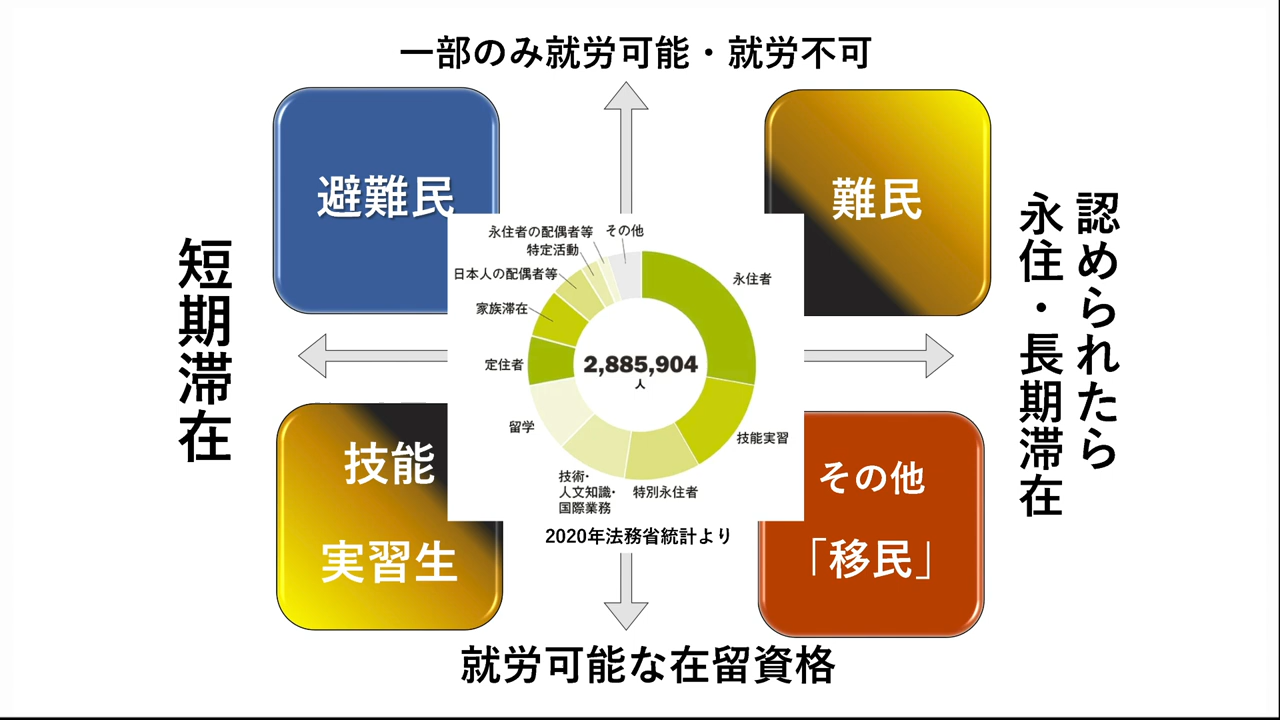 一部のみ就労可能・就労不可
避難民
難民
短期滞在
認められたら
永住・長期滞在
永住者の配偶者等
その他
特定活動
日本人の配偶者等
家族滞在
定住者
留学
技術・
人文知識・
国際業務
特別永住者
技能実習
永住者
2,885,904
人
2020年法務省統計より
技能
実習生
その他
「移民」
就労可能な在留資格